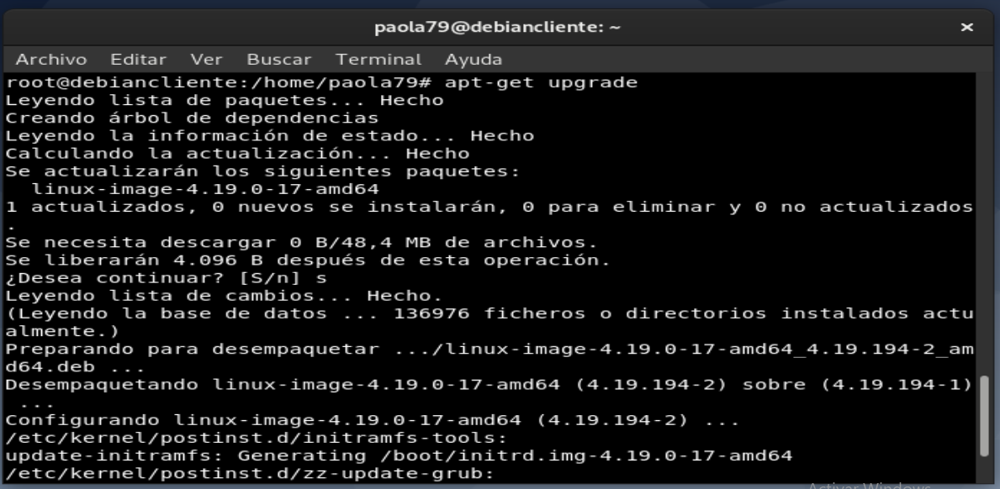 paola79@debiancliente: ~
Archivo Editar Ver Buscar Terminal Ayuda
root@debiancliente:/home/paola79# apt-get upgrade
Leyendo lista de paquetes... Hecho
Creando árbol de dependencias
Leyendo la información de estado... Hecho
Calculando la actualización... Hecho
Se actualizarán los siguientes paquetes:
  linux-image-4.19.0-17-amd64
1 actualizados, 0 nuevos se instalarán, 0 para eliminar y 0 no actualizados
.
Se necesita descargar 0 B/48,4 MB de archivos.
Se liberarán 4.096 B después de esta operación.
¿Desea continuar? [S/n] s
Leyendo lista de cambios... Hecho.
(Leyendo la base de datos ... 136976 ficheros o directorios instalados actu
almente.)
Preparando para desempaquetar .../linux-image-4.19.0-17-amd64_4.19.194-2_am
d64.deb ...
Desempaquetando linux-image-4.19.0-17-amd64 (4.19.194-2) sobre (4.19.194-1)
 ...
Configurando linux-image-4.19.0-17-amd64 (4.19.194-2) ...
/etc/kernel/postinst.d/initramfs-tools:
update-initramfs: Generating /boot/initrd.img-4.19.0-17-amd64
/etc/kernel/postinst.d/zz-update-grub:
Activar Windows